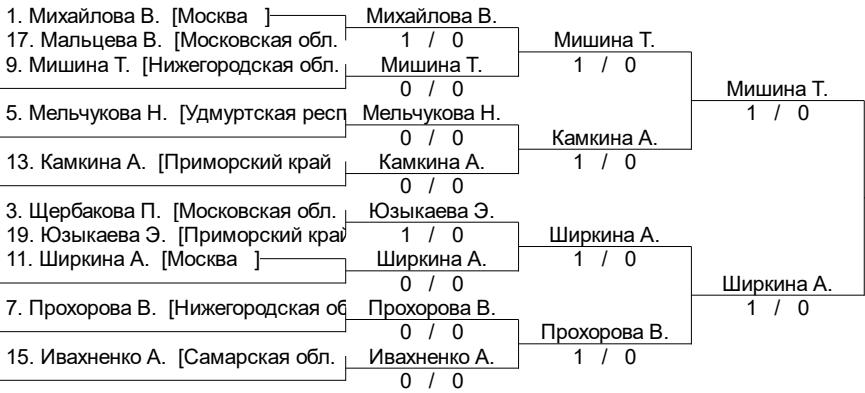 1. Михайлова В. [Москва ]
Михайлова В.
17. Мальцева В. [Московская обл.
1 / 0
Мишина Т.
9. Мишина Т. [Нижегородская обл.
Мишина Т.
1 / 0
0 / 0
Мишина Т.
5. Мельчукова Н. [Удмуртская респ
Мельчукова Н.
1 / 0
0 / 0
Камкина А.
13. Камкина А. [Приморский край
Камкина А.
1 / 0
0 / 0
3. Щербакова П. [Московская обл.
Юзыкаева Э.
19. Юзыкаева Э. [Приморский край
1 / 0
Ширкина А.
11. Ширкина А. [Москва ]
Ширкина А.
1 / 0
0 / 0
Ширкина А.
7. Прохорова В. [Нижегородская об
Прохорова В.
1 / 0
0 / 0
Прохорова В.
15. Ивахненко А. [Самарская обл.
Ивахненко А.
1 / 0
0 / 0